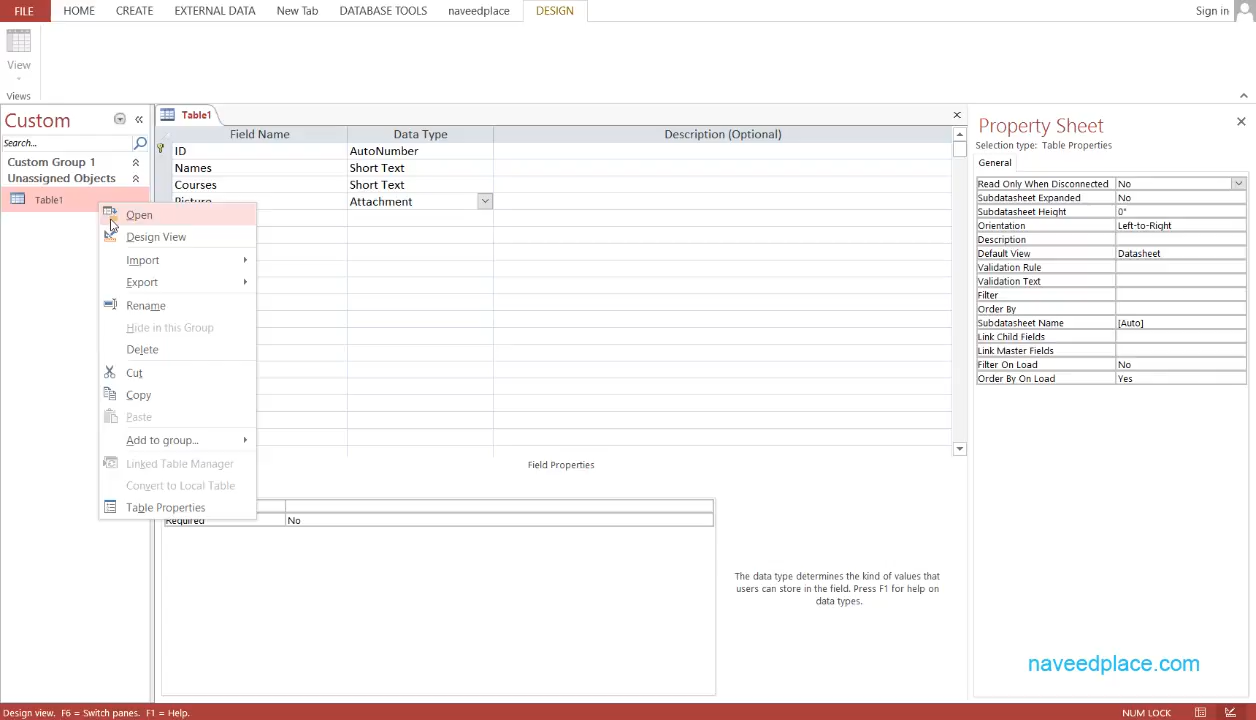 FILE HOME CREATE EXTERNAL DATA New Tab DATABASE TOOLS naveedplace DESIGN Sign in
View
Views
Custom «
Search...
Custom Group 1
Unassigned Objects
Table1
Open
Design View
Import
Export
Rename
Hide in this Group
Delete
Cut
Copy
Paste
Add to group...
Linked Table Manager
Convert to Local Table
Table Properties
Table1
Field Name Data Type Description (Optional)
ID AutoNumber
Names Short Text
Courses Short Text
Picture Attachment
Field Properties
Required No
The data type determines the kind of values that
users can store in the field. Press F1 for help on
data types.
Property Sheet
Selection type: Table Properties
General
Read Only When Disconnected No
Subdatasheet Expanded No
Subdatasheet Height 0"
Orientation Left-to-Right
Description
Default View Datasheet
Validation Rule
Validation Text
Filter
Order By
Subdatasheet Name [Auto]
Link Child Fields
Link Master Fields
Filter On Load No
Order By On Load Yes
naveedplace.com
Design view. F6 = Switch panes. F1 = Help. NUM LOCK